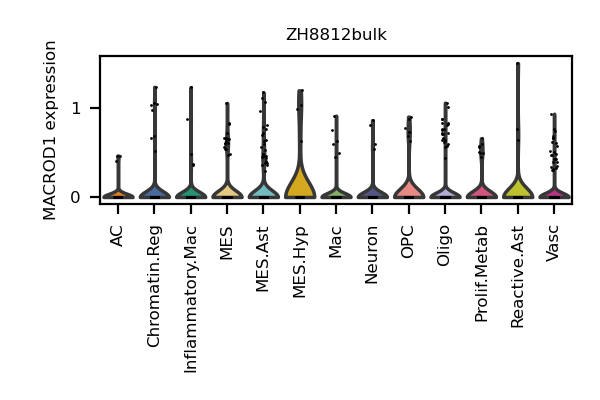 ZH8812bulk
MACROD1 expression
1
0
AC
Chromatin.Reg
Inflammatory.Mac
MES
MES.Ast
MES.Hyp
Mac
Neuron
OPC
Oligo
Prolif.Metab
Reactive.Ast
Vasc